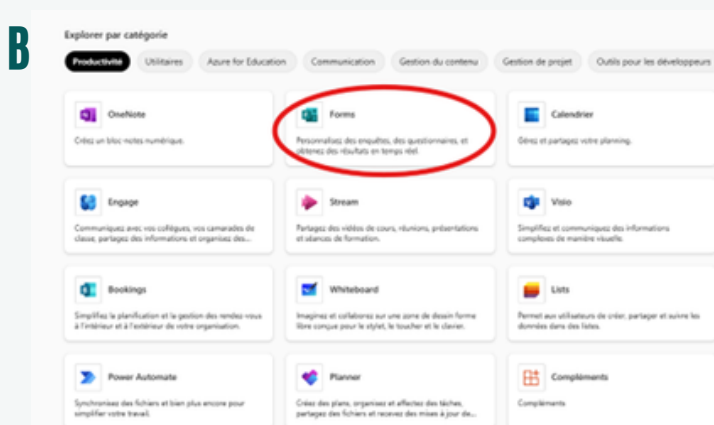 B
Explorer par catégorie
Productivité Utilitaires Azure for Education Communication Gestion du contenu Gestion de projet Outils pour les développeurs
OneNote
Créez un bloc-notes numérique.
Forms
Personnalisez des enquêtes, des questionnaires, et
obtenez des résultats en temps réel.
Calendrier
Gérez et partagez votre planning.
Engage
Communiquez avec vos collègues, vos camarades de
classe, partagez des informations et organisez des...
Stream
Partagez des vidéos de cours, réunions, présentations
et séances de formation.
Visio
Simplifiez et communiquez des informations
complexes de manière visuelle.
Bookings
Simplifiez la planification et la gestion des rendez-vous
à l'intérieur et à l'extérieur de votre organisation.
Whiteboard
Imaginez et collaborez sur une zone de dessin forme
libre conçue pour le stylet, le toucher et le clavier.
Lists
Permet aux utilisateurs de créer, partager et suivre les
données dans des listes.
Power Automate
Synchronisez des fichiers et bien plus encore pour
simplifier votre travail.
Planner
Créez des plans, organisez et affectez des tâches,
partagez des fichiers et recevez des mises à jour de...
Compléments
Compléments